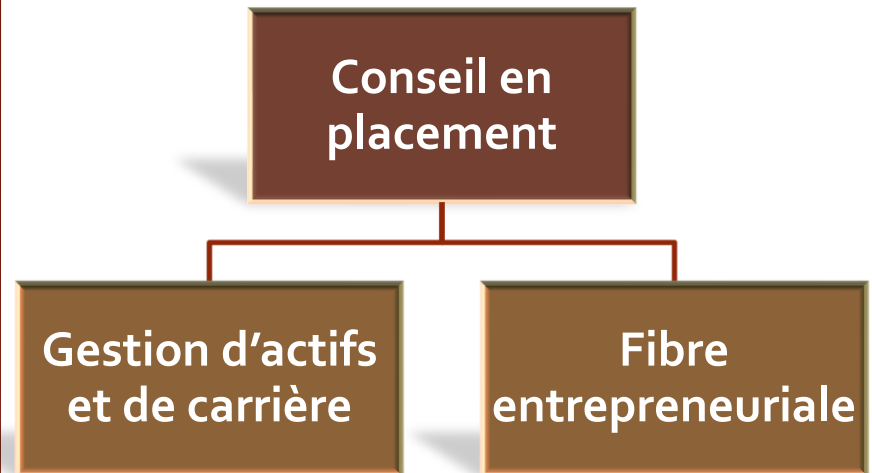 Conseil en
placement
Gestion d’actifs
et de carrière
Fibre
entrepreneuriale